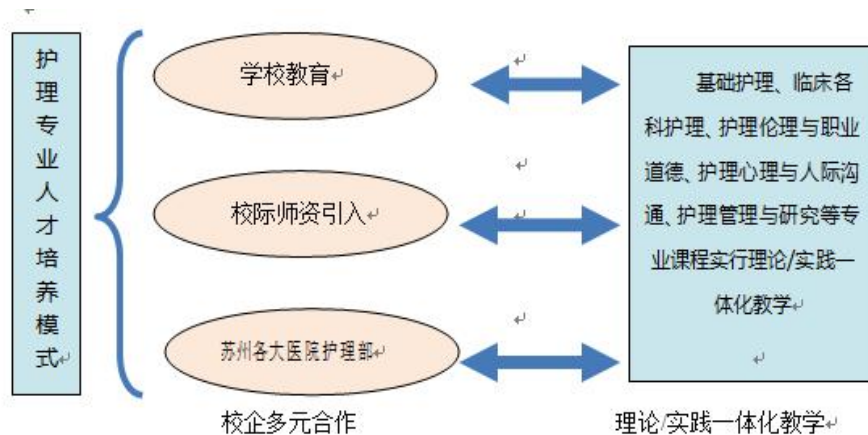 护理专业人才培养模式
学校教育
校际师资引入
苏州各大医院护理部
基础护理、临床各
科护理、护理伦理与职业
道德、护理心理与人际沟
通、护理管理与研究等专
业课程实行理论/实践一
体化教学
校企多元合作
理论/实践一体化教学